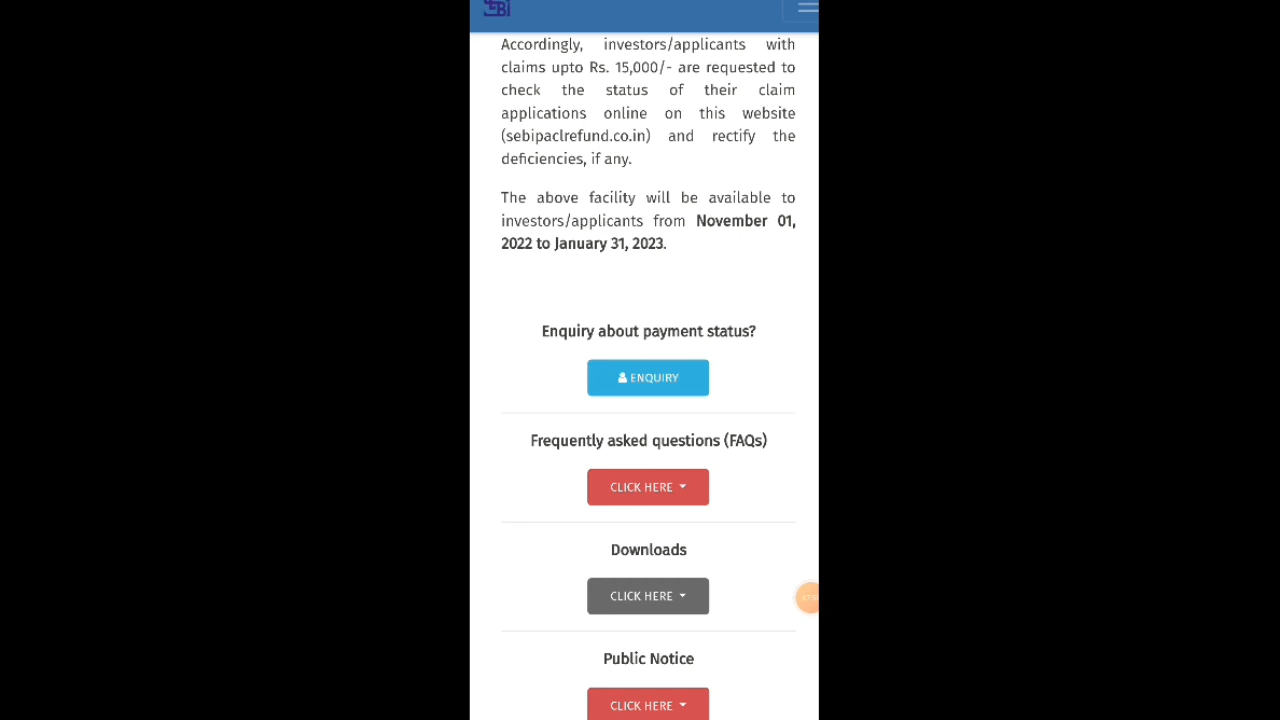 SEBI
Accordingly, investors/applicants with
claims upto Rs. 15,000/- are requested to
check the status of their claim
applications online on this website
(sebipaclrefund.co.in) and rectify the
deficiencies, if any.
The above facility will be available to
investors/applicants from November 01,
2022 to January 31, 2023.
Enquiry about payment status?
ENQUIRY
Frequently asked questions (FAQs)
CLICK HERE
Downloads
CLICK HERE
Public Notice
CLICK HERE